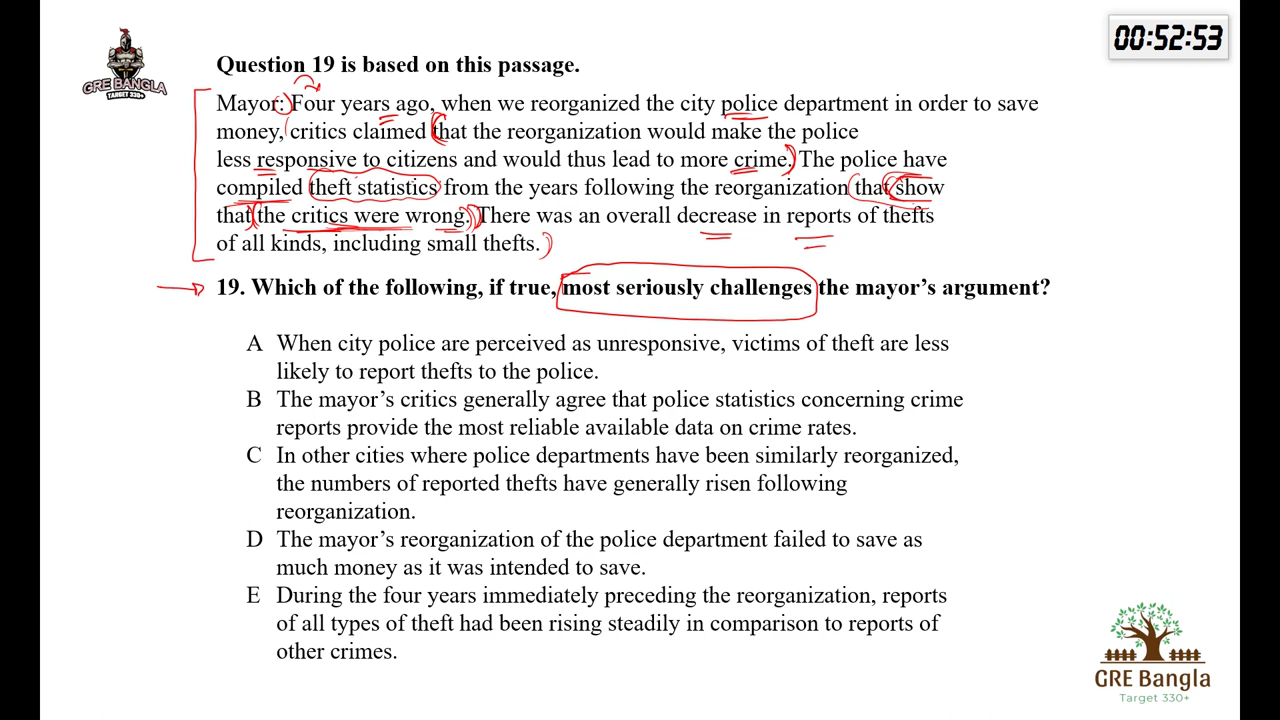 00:52:53
GRE BANGLA
TARGET 330+
Question 19 is based on this passage.
Mayor: Four years ago, when we reorganized the city police department in order to save
money, critics claimed that the reorganization would make the police
less responsive to citizens and would thus lead to more crime. The police have
compiled theft statistics from the years following the reorganization that show
that the critics were wrong. There was an overall decrease in reports of thefts
of all kinds, including small thefts.
19. Which of the following, if true, most seriously challenges the mayor's argument?
A When city police are perceived as unresponsive, victims of theft are less
likely to report thefts to the police.
B The mayor's critics generally agree that police statistics concerning crime
reports provide the most reliable available data on crime rates.
C In other cities where police departments have been similarly reorganized,
the numbers of reported thefts have generally risen following
reorganization.
D The mayor's reorganization of the police department failed to save as
much money as it was intended to save.
E During the four years immediately preceding the reorganization, reports
of all types of theft had been rising steadily in comparison to reports of
other crimes.
GRE Bangla
Target 330+